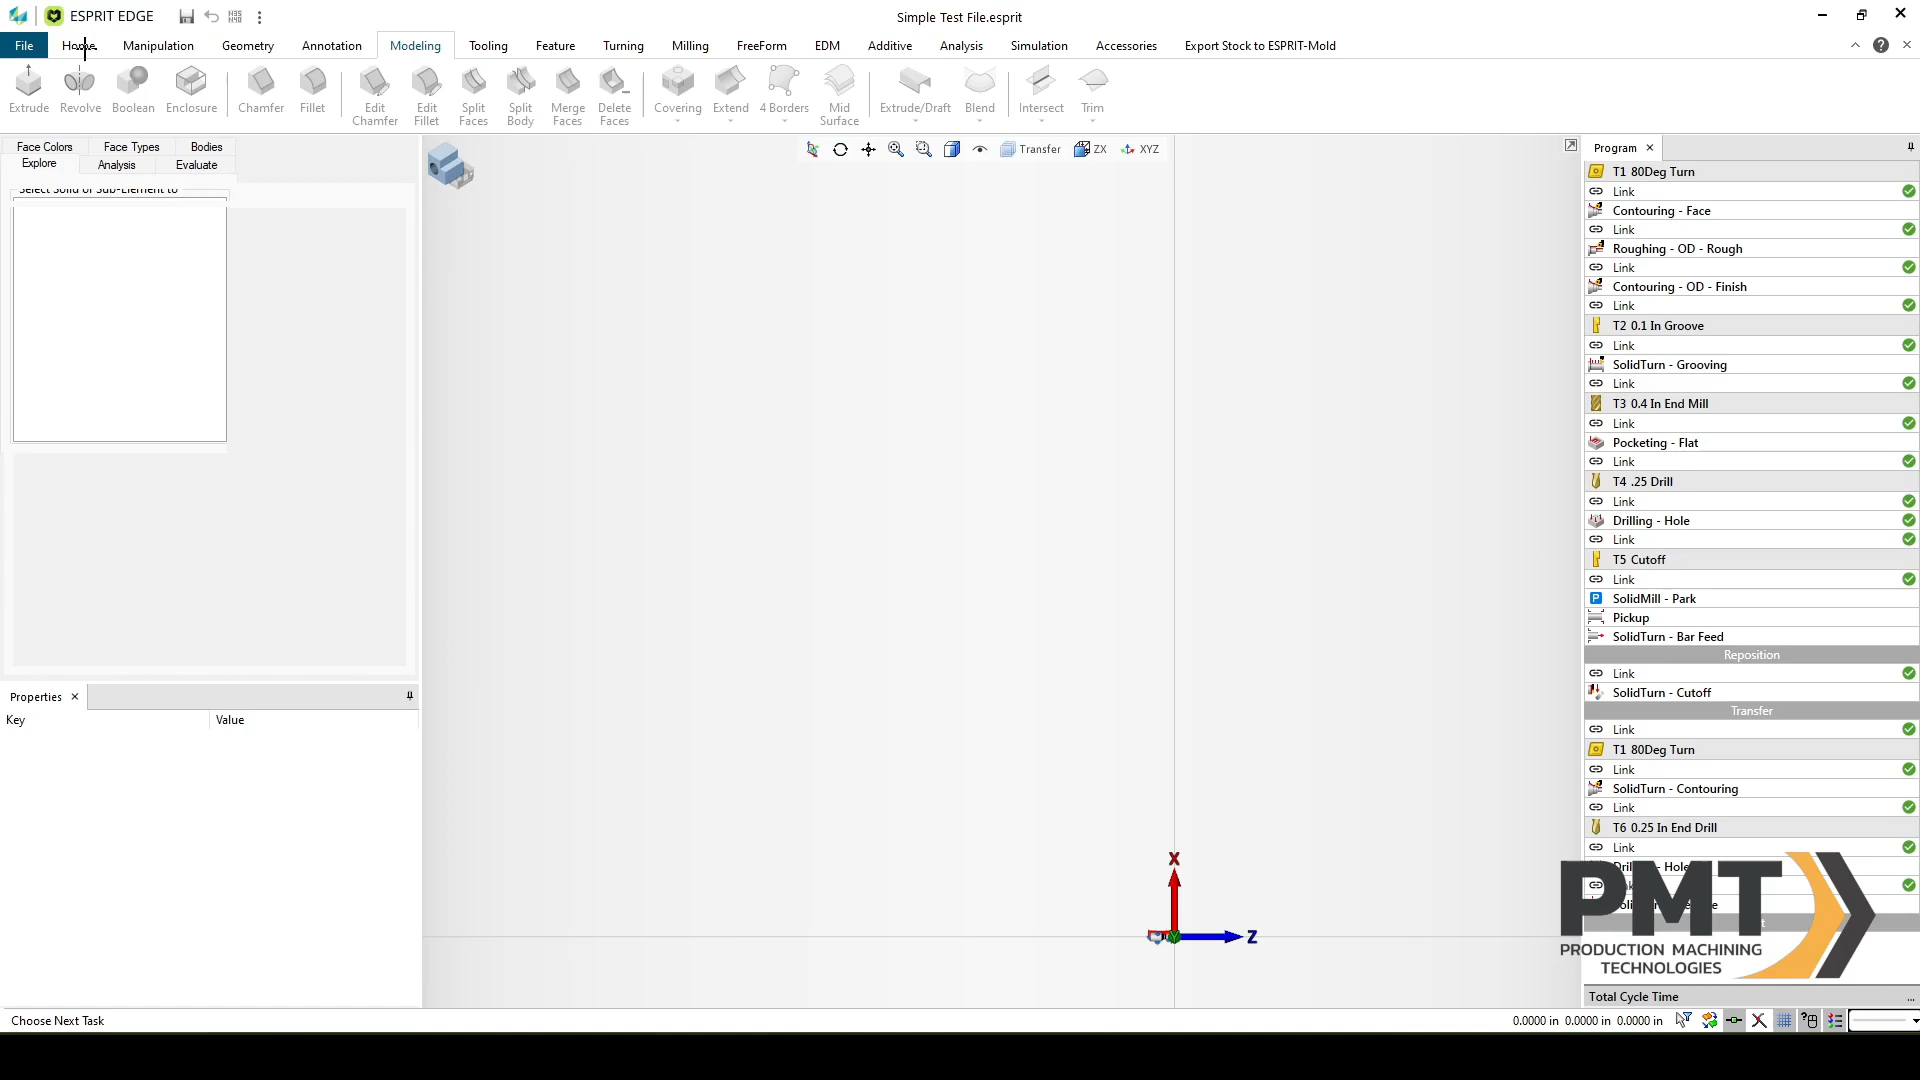 ESPRIT EDGE
Simple Test File.esprit
File
Home
Manipulation
Geometry
Annotation
Modeling
Tooling
Feature
Turning
Milling
FreeForm
EDM
Additive
Analysis
Simulation
Accessories
Export Stock to ESPRIT-Mold
Extrude
Revolve
Boolean
Enclosure
Chamfer
Fillet
Edit
Chamfer
Edit
Fillet
Split
Faces
Split
Body
Merge
Faces
Delete
Faces
Covering
Extend
4 Borders
Mid
Surface
Extrude/Draft
Blend
Intersect
Trim
Face Colors
Face Types
Bodies
Explore
Analysis
Evaluate
Select Solid or Sub-Element to
Transfer
ZX
XYZ
X
Z
Y
Properties
Key
Value
Program
T1 80Deg Turn
Link
Contouring - Face
Link
Roughing - OD - Rough
Link
Contouring - OD - Finish
Link
T2 0.1 In Groove
Link
SolidTurn - Grooving
Link
T3 0.4 In End Mill
Link
Pocketing - Flat
Link
T4 .25 Drill
Link
Drilling - Hole
Link
T5 Cutoff
Link
P SolidMill - Park
Pickup
SolidTurn - Bar Feed
Reposition
Link
SolidTurn - Cutoff
Transfer
Link
T1 80Deg Turn
Link
SolidTurn - Contouring
Link
T6 0.25 In End Drill
Link
PMT
PRODUCTION MACHINING
TECHNOLOGIES
Total Cycle Time
...
Choose Next Task
0.0000 in 0.0000 in 0.0000 in